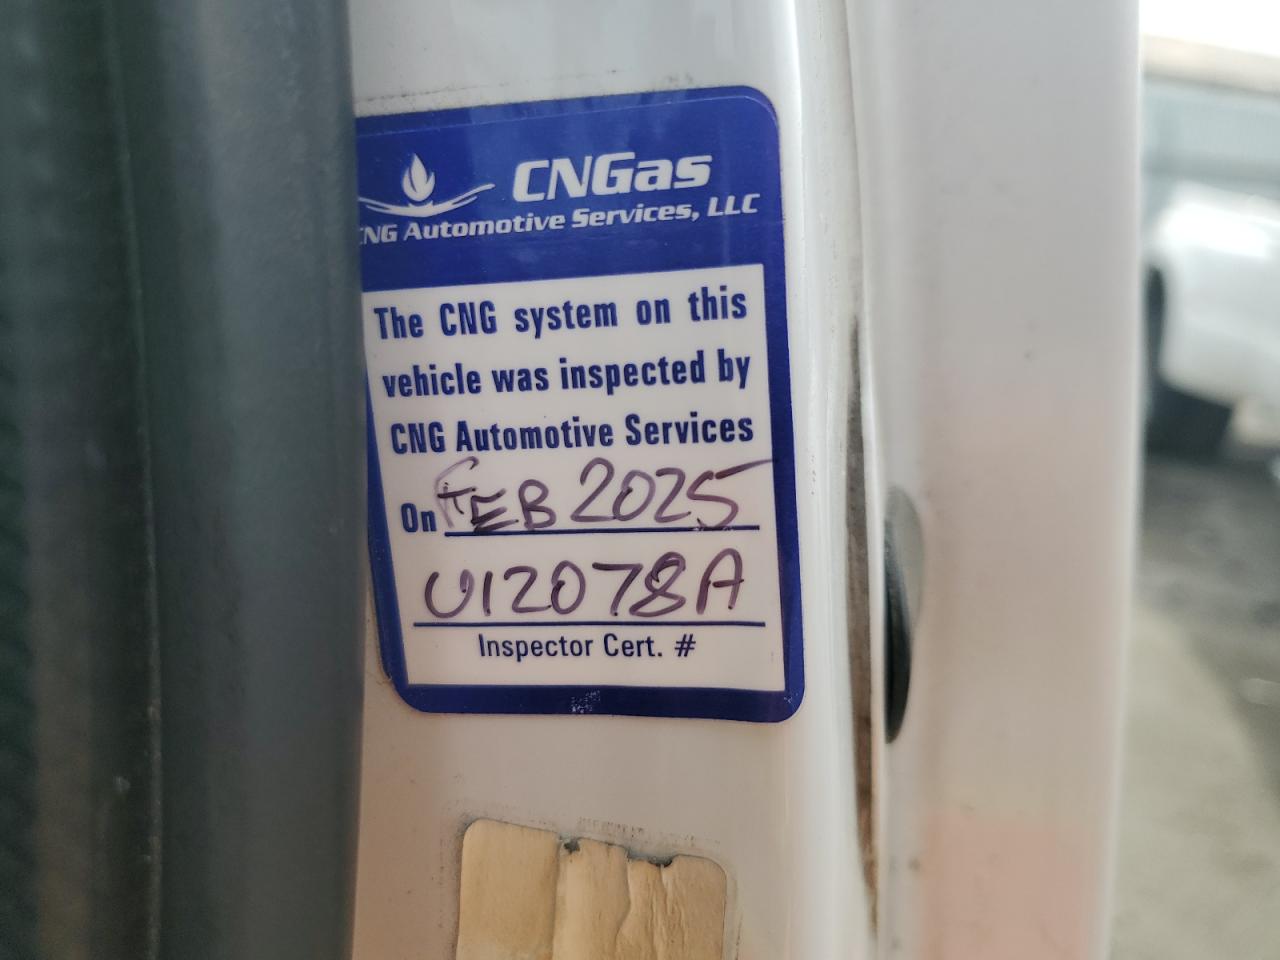 CNGas
CNG Automotive Services, LLC
The CNG system on this
vehicle was inspected by
CNG Automotive Services
On FEB 2025
U12078A
Inspector Cert. #